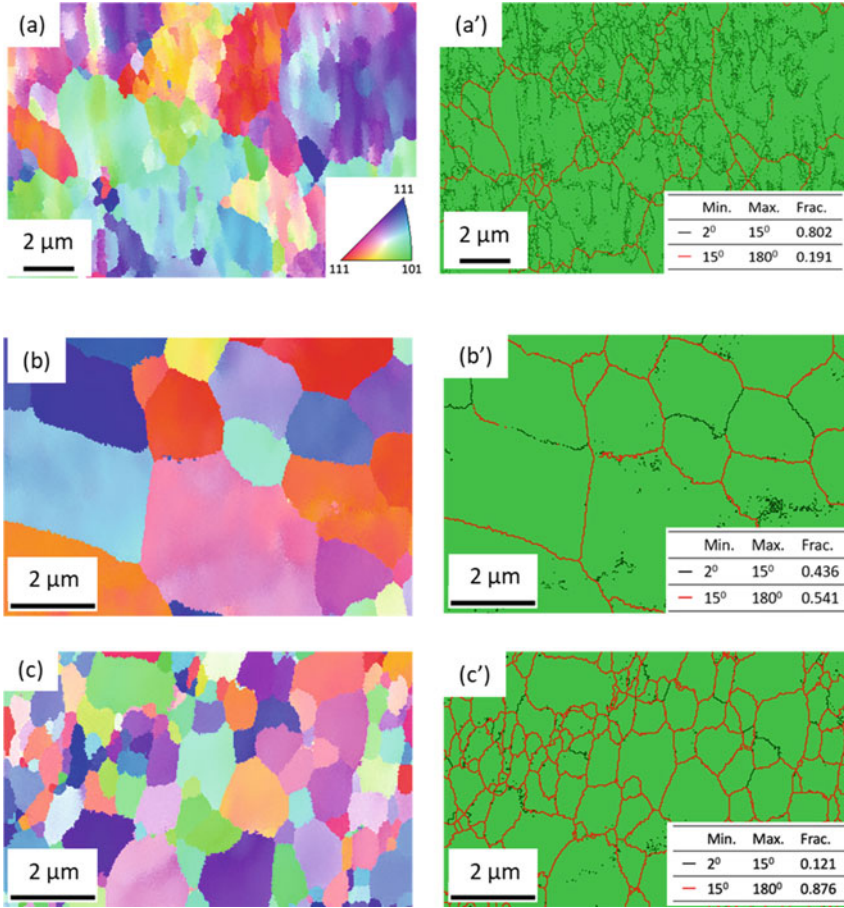 (a)
111
2 µm
111
101
(a’)
2 µm
Min. Max. Frac.
— 2⁰ 15⁰ 0.802
— 15⁰ 180⁰ 0.191
(b)
2 µm
(b’)
2 µm
Min. Max. Frac.
— 2⁰ 15⁰ 0.436
— 15⁰ 180⁰ 0.541
(c)
2 µm
(c’)
2 µm
Min. Max. Frac.
— 2⁰ 15⁰ 0.121
— 15⁰ 180⁰ 0.876